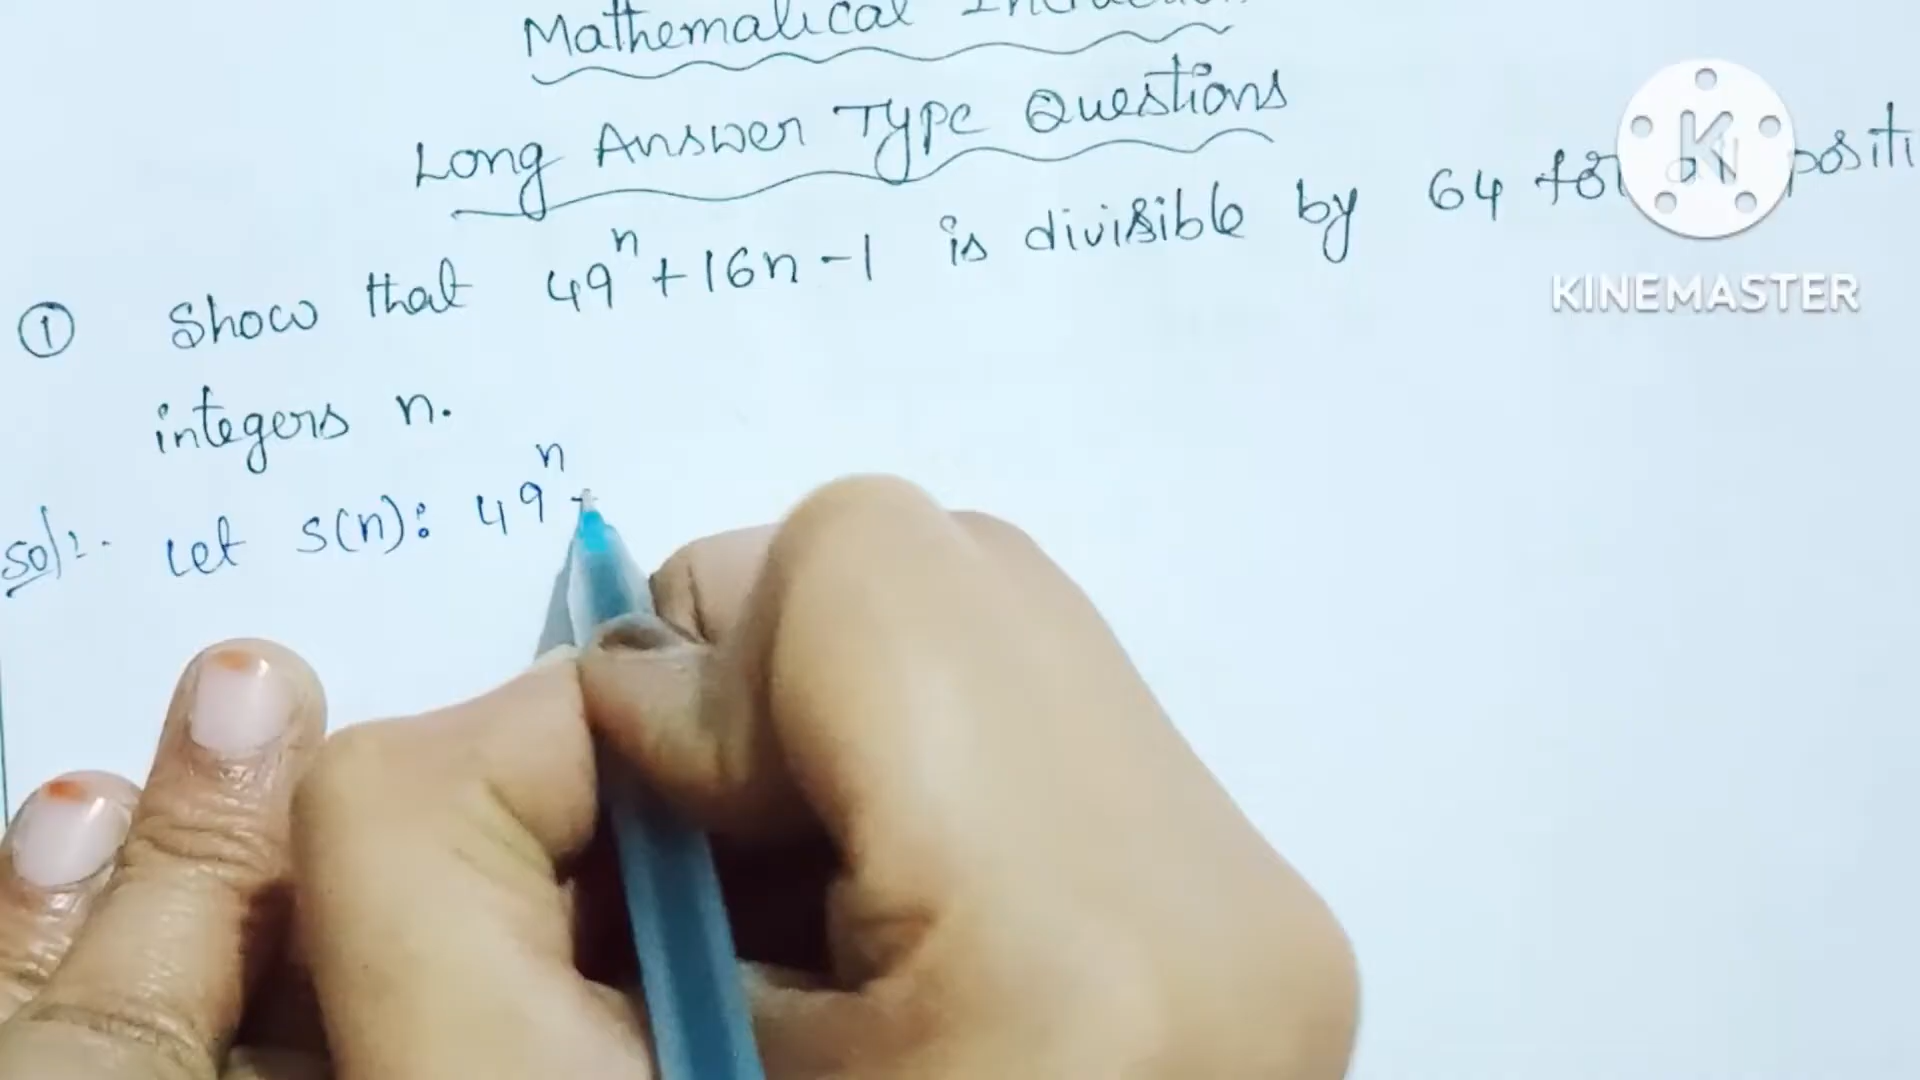 Mathematical
Long Answer Type Questions
① Show that 49ⁿ + 16n - 1 is divisible by 64 for positi
integers n.
Sol:- Let S(n): 49ⁿ
K
KINEMASTER